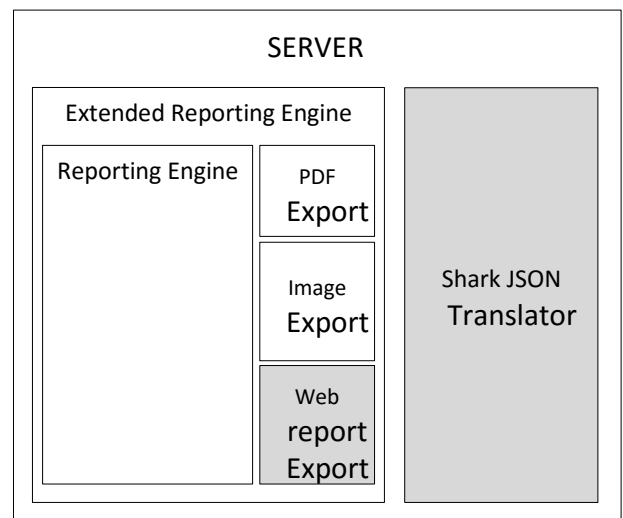 SERVER
Extended Reporting Engine
Reporting Engine
PDF
Export
Image
Export
Web
report
Export
Shark JSON
Translator